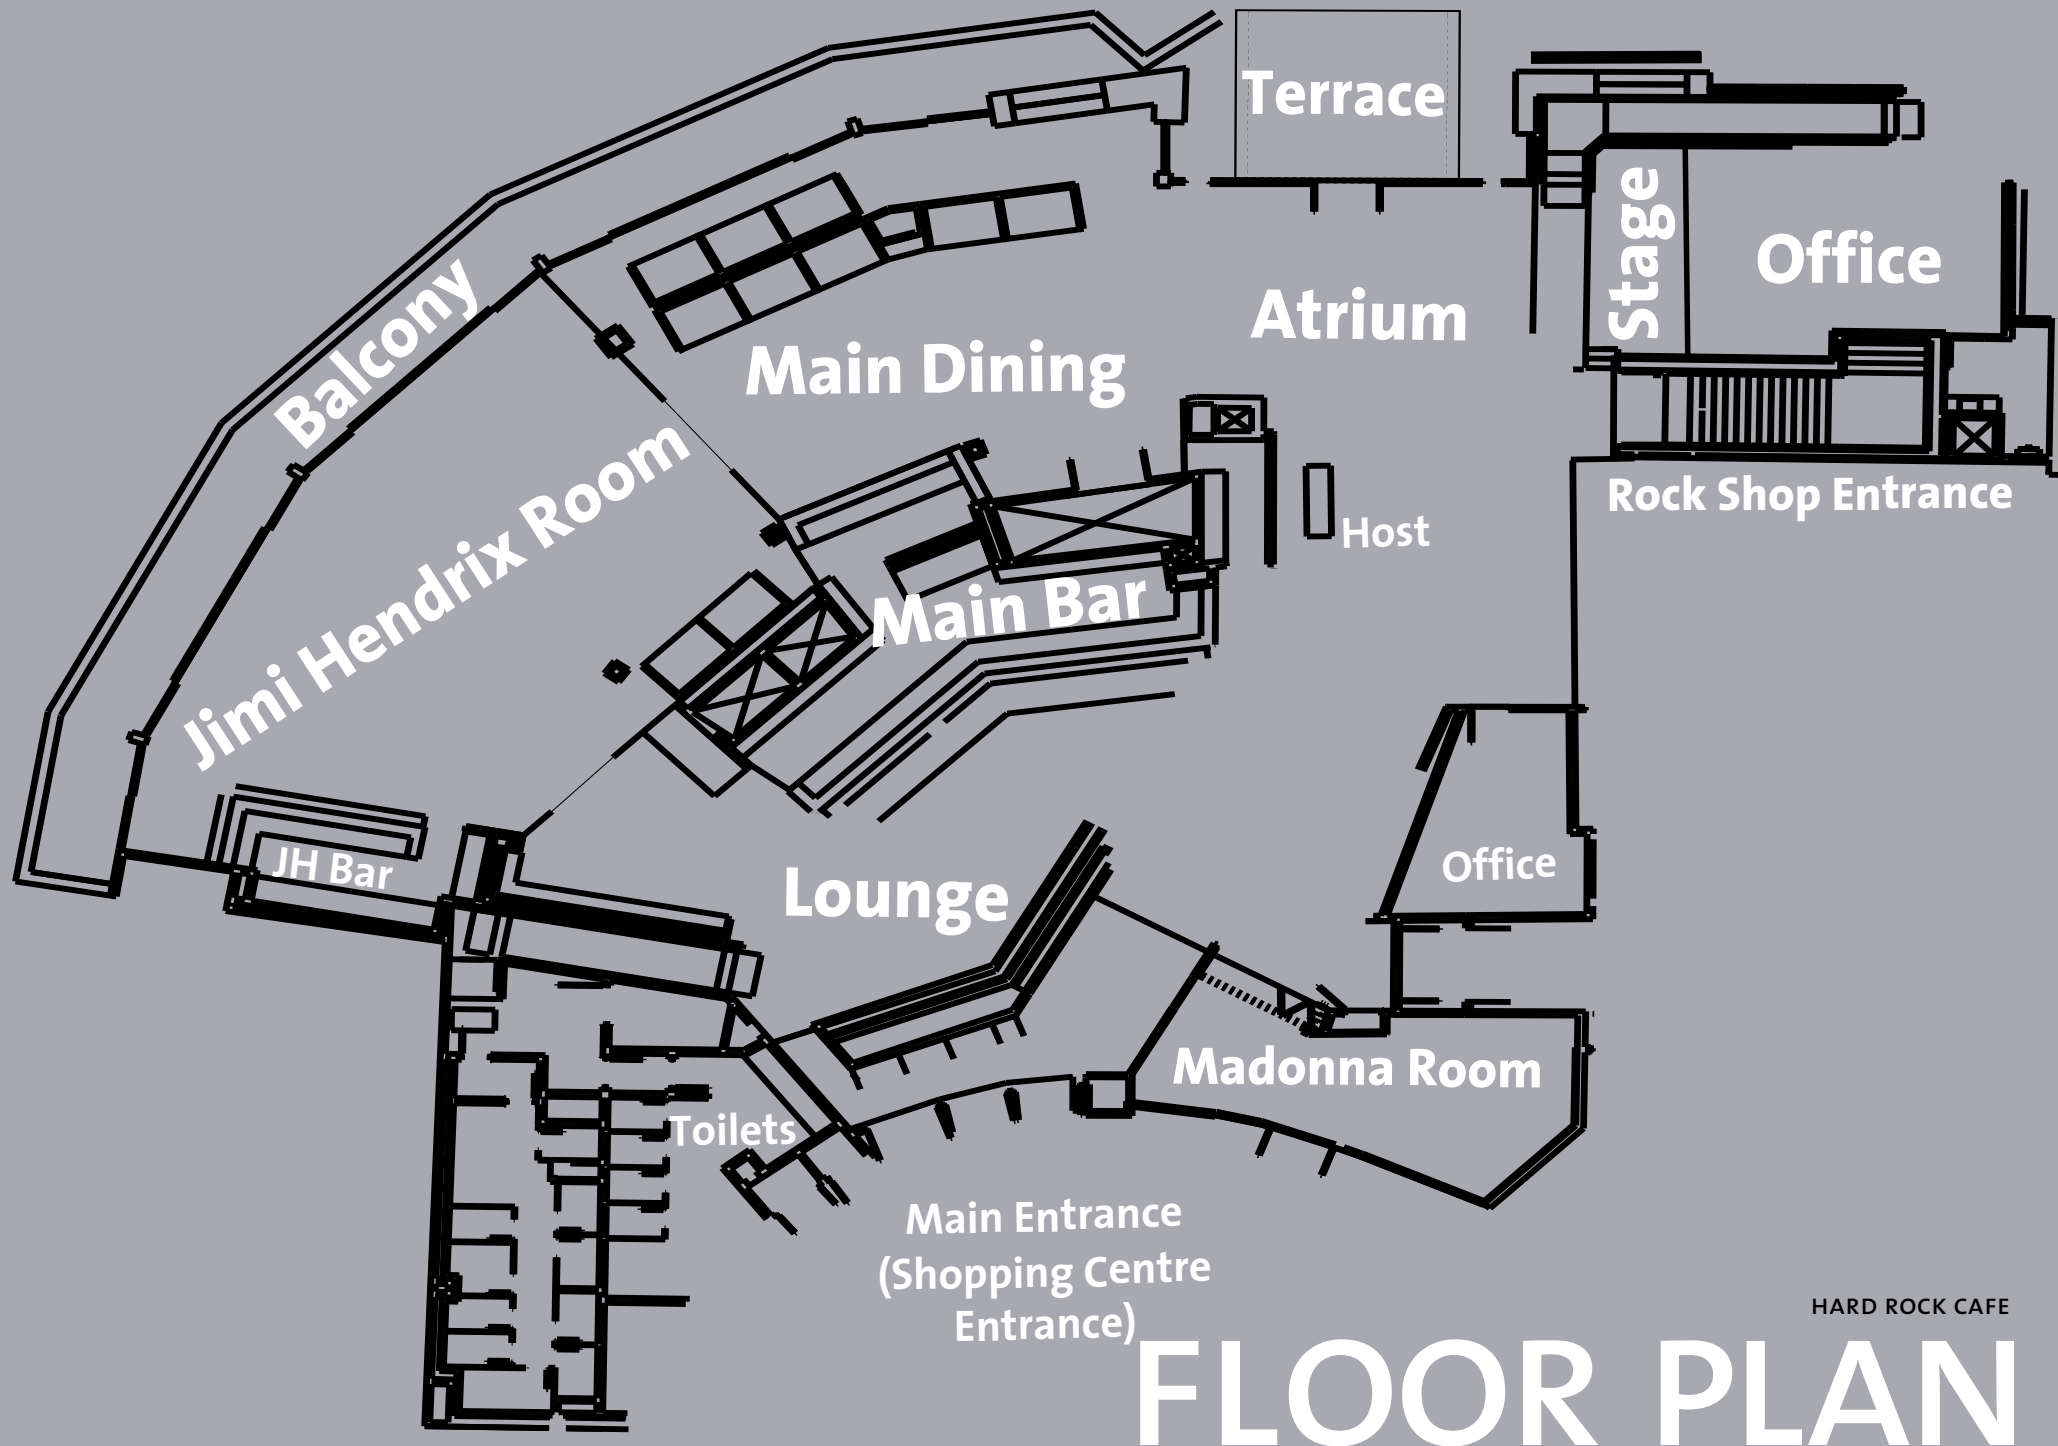 Terrace
Stage
Office
Balcony
Atrium
Main Dining
Jimi Hendrix Room
Rock Shop Entrance
Host
Main Bar
JH Bar
Lounge
Office
Madonna Room
Toilets
Main Entrance
(Shopping Centre
Entrance)
HARD ROCK CAFE
FLOOR PLAN